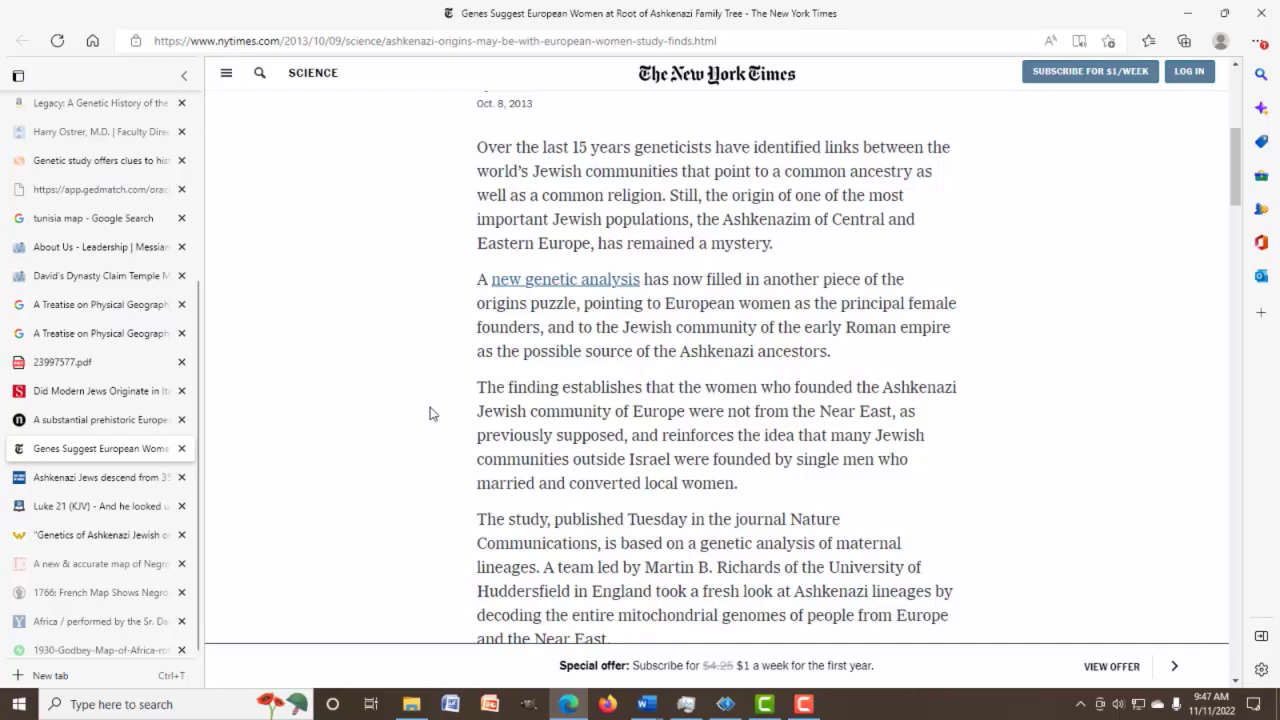 Genes Suggest European Women at Root of Ashkenazi Family Tree - The New York Times
https://www.nytimes.com/2013/10/09/science/ashkenazi-origins-may-be-with-european-women-study-finds.html
SCIENCE
The New York Times
SUBSCRIBE FOR $1/WEEK
LOG IN
Legacy: A Genetic History of the
Harry Ostrer, M.D. | Faculty Dire
Genetic study offers clues to his
https://app.gedmatch.com/orac
tunisia map - Google Search
About Us - Leadership | Messian
David's Dynasty Claim Temple M
A Treatise on Physical Geograph
A Treatise on Physical Geograph
23997577.pdf
Did Modern Jews Originate in Ita
A substantial prehistoric Europe
Genes Suggest European Wome
Ashkenazi Jews descend from 35
Luke 21 (KJV) - And he looked u
"Genetics of Ashkenazi Jewish o
A new & accurate map of Negro
1766: French Map Shows Negro
Africa / performed by the Sr. Da
1930-Godbey-Map-of-Africa-ro
New tab
Ctrl+T
Oct. 8, 2013
Over the last 15 years geneticists have identified links between the
world's Jewish communities that point to a common ancestry as
well as a common religion. Still, the origin of one of the most
important Jewish populations, the Ashkenazim of Central and
Eastern Europe, has remained a mystery.
A new genetic analysis has now filled in another piece of the
origins puzzle, pointing to European women as the principal female
founders, and to the Jewish community of the early Roman empire
as the possible source of the Ashkenazi ancestors.
The finding establishes that the women who founded the Ashkenazi
Jewish community of Europe were not from the Near East, as
previously supposed, and reinforces the idea that many Jewish
communities outside Israel were founded by single men who
married and converted local women.
The study, published Tuesday in the journal Nature
Communications, is based on a genetic analysis of maternal
lineages. A team led by Martin B. Richards of the University of
Huddersfield in England took a fresh look at Ashkenazi lineages by
decoding the entire mitochondrial genomes of people from Europe
and the Near East.
Special offer: Subscribe for $4.25 $1 a week for the first year.
VIEW OFFER
Type here to search
9:47 AM
11/11/2022